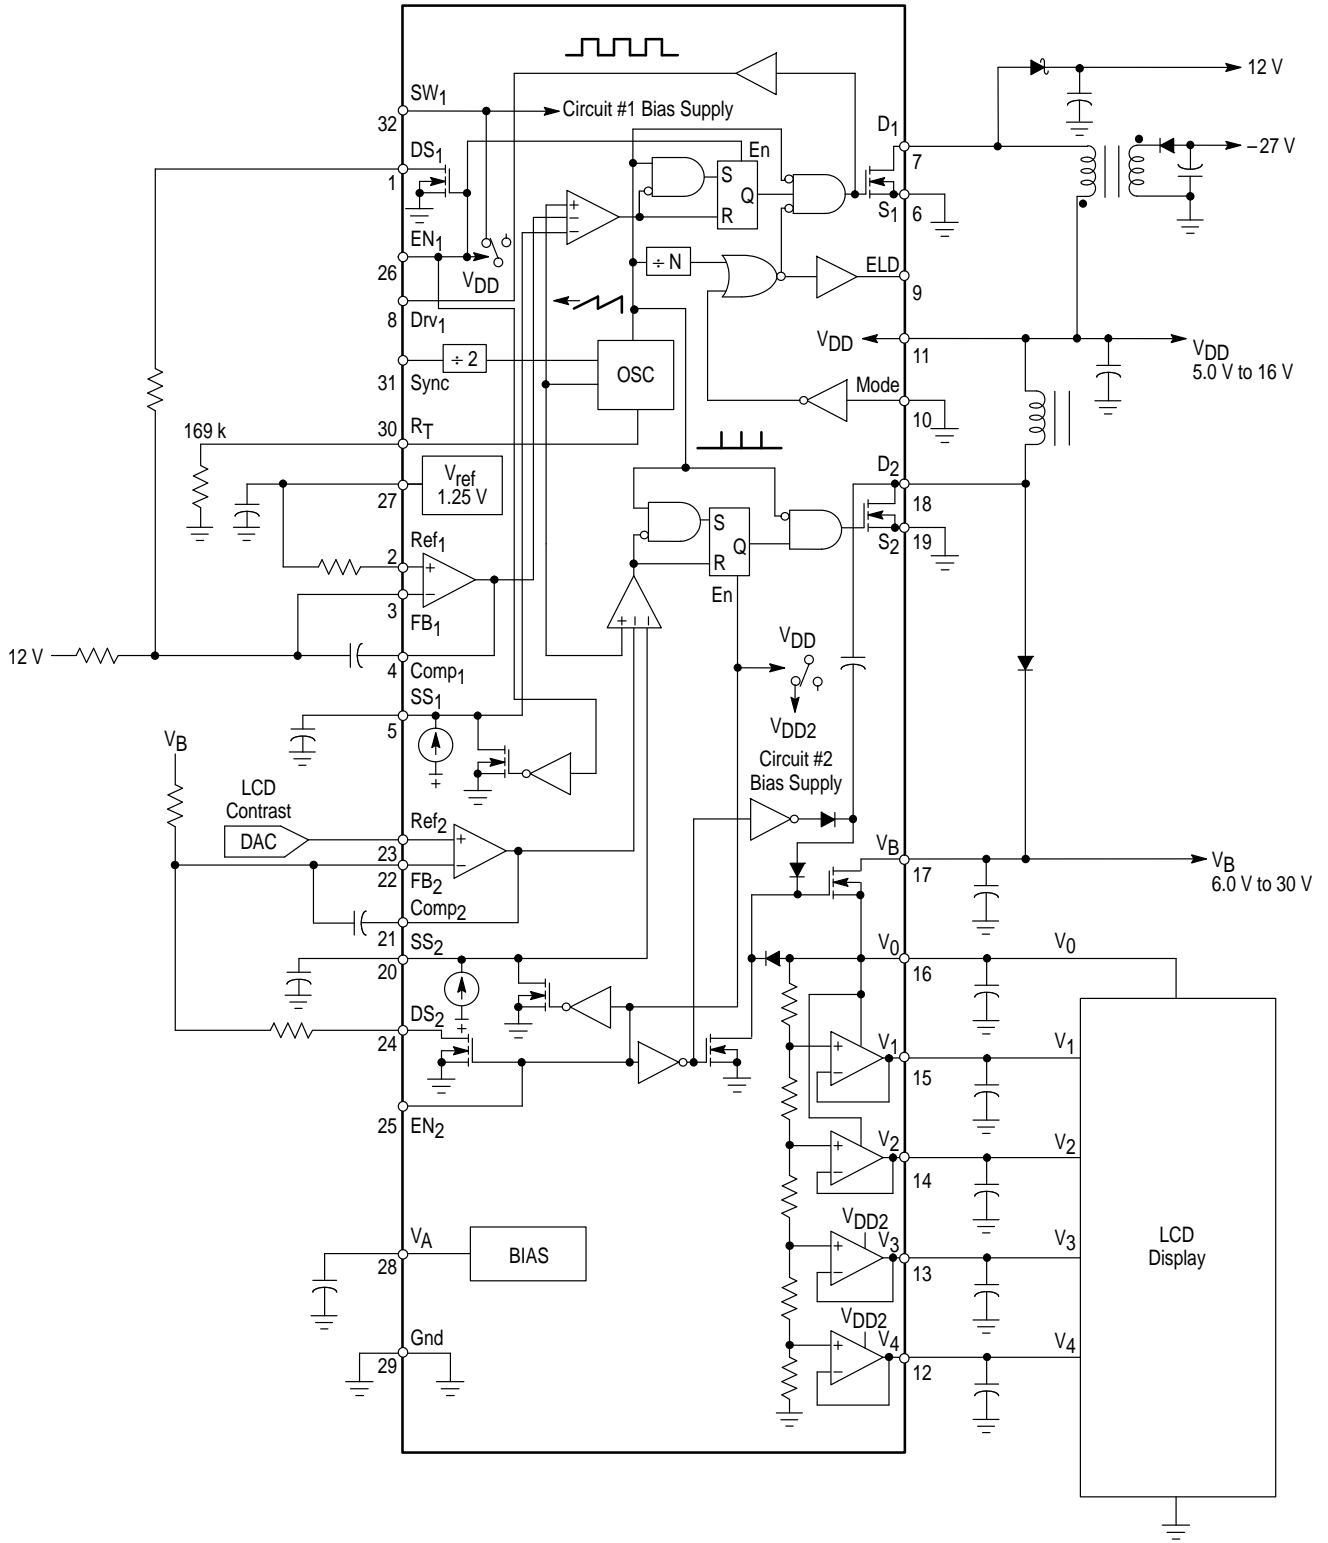 SW1
32
Circuit #1 Bias Supply
DS1
1
EN1
26
VDD
8
Drv1
÷ 2
31
Sync
OSC
30
RT
169 k
27
Vref
1.25 V
Ref1
2
+
−
3
FB1
12 V
4
Comp1
SS1
5
+
VB
LCD
Contrast
DAC
Ref2
23
+
−
22
FB2
Comp2
21
SS2
20
+
DS2
24
25
EN2
VA
28
BIAS
Gnd
29
+
−
−
En
S
Q
R
÷ N
D1
7
S1
6
ELD
9
VDD
11
Mode
10
D2
18
S2
19
S
Q
R
En
+ − −
VDD
VDD2
Circuit #2
Bias Supply
VB
17
V0
16
+
−
V1
15
+
−
V2
14
VDD2
+
−
V3
13
VDD2
+
−
V4
12
12 V
−27 V
VDD
5.0 V to 16 V
VB
6.0 V to 30 V
V0
V1
V2
V3
V4
LCD
Display